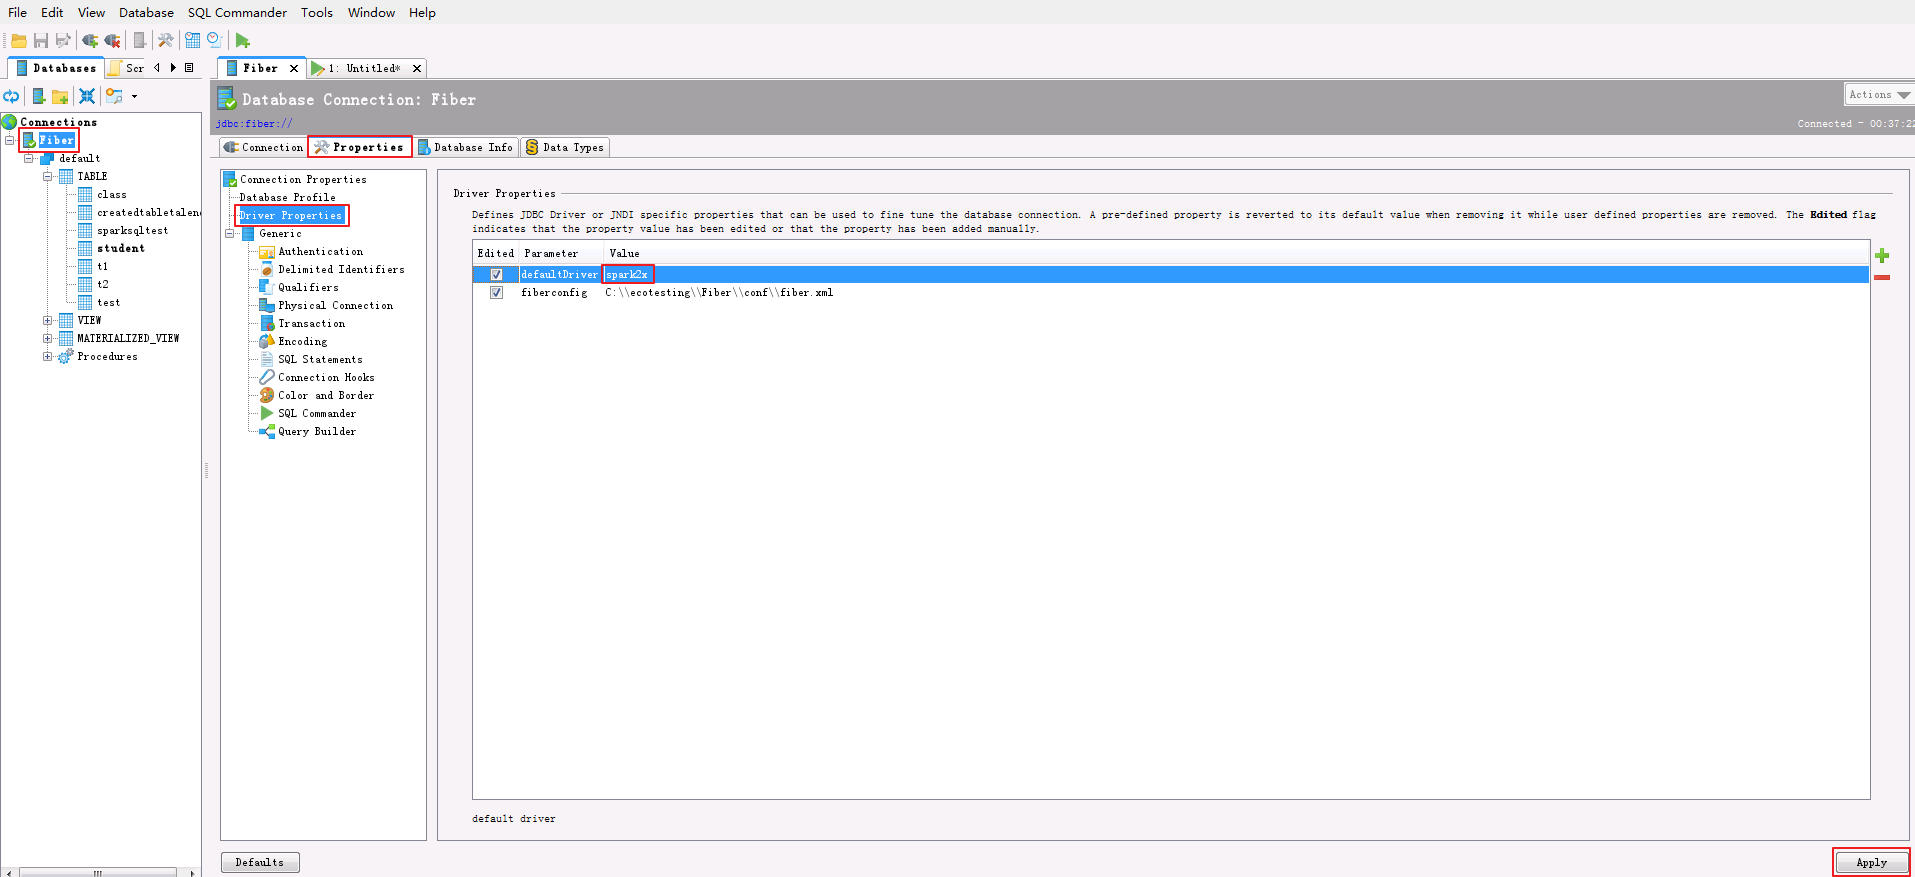 File Edit View Database SQL Commander Tools Window Help
Databases Scr
Fiber 1: Untitled*
Database Connection: Fiber
Actions
jdbc:fiber://
Connected - 00:37:22
Connections
Fiber
default
TABLE
class
createdtabletalend
sparksqltest
student
t1
t2
test
VIEW
MATERIALIZED_VIEW
Procedures
Connection Properties Database Info Data Types
Connection Properties
Database Profile
Driver Properties
Generic
Authentication
Delimited Identifiers
Qualifiers
Physical Connection
Transaction
Encoding
SQL Statements
Connection Hooks
Color and Border
SQL Commander
Query Builder
Driver Properties
Defines JDBC Driver or JNDI specific properties that can be used to fine tune the database connection. A pre-defined property is reverted to its default value when removing it while user defined properties are removed. The Edited flag
indicates that the property value has been edited or that the property has been added manually.
Edited Parameter Value
defaultDriver spark2x
fiberconfig C:\\ecotesting\\Fiber\\conf\\fiber.xml
default driver
Defaults
Apply